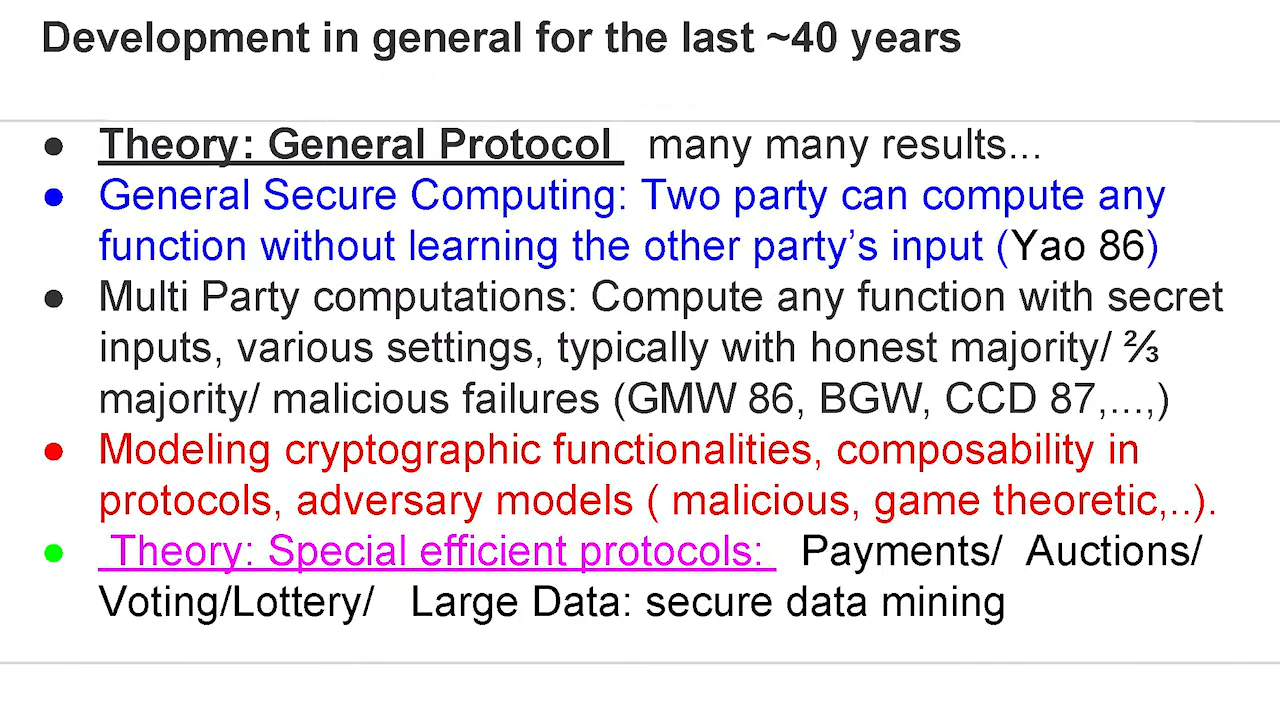 Development in general for the last ~40 years
● Theory: General Protocol many many results...
● General Secure Computing: Two party can compute any
function without learning the other party’s input (Yao 86)
● Multi Party computations: Compute any function with secret
inputs, various settings, typically with honest majority/ ⅔
majority/ malicious failures (GMW 86, BGW, CCD 87,...,)
● Modeling cryptographic functionalities, composability in
protocols, adversary models ( malicious, game theoretic,..).
● Theory: Special efficient protocols: Payments/ Auctions/
Voting/Lottery/ Large Data: secure data mining